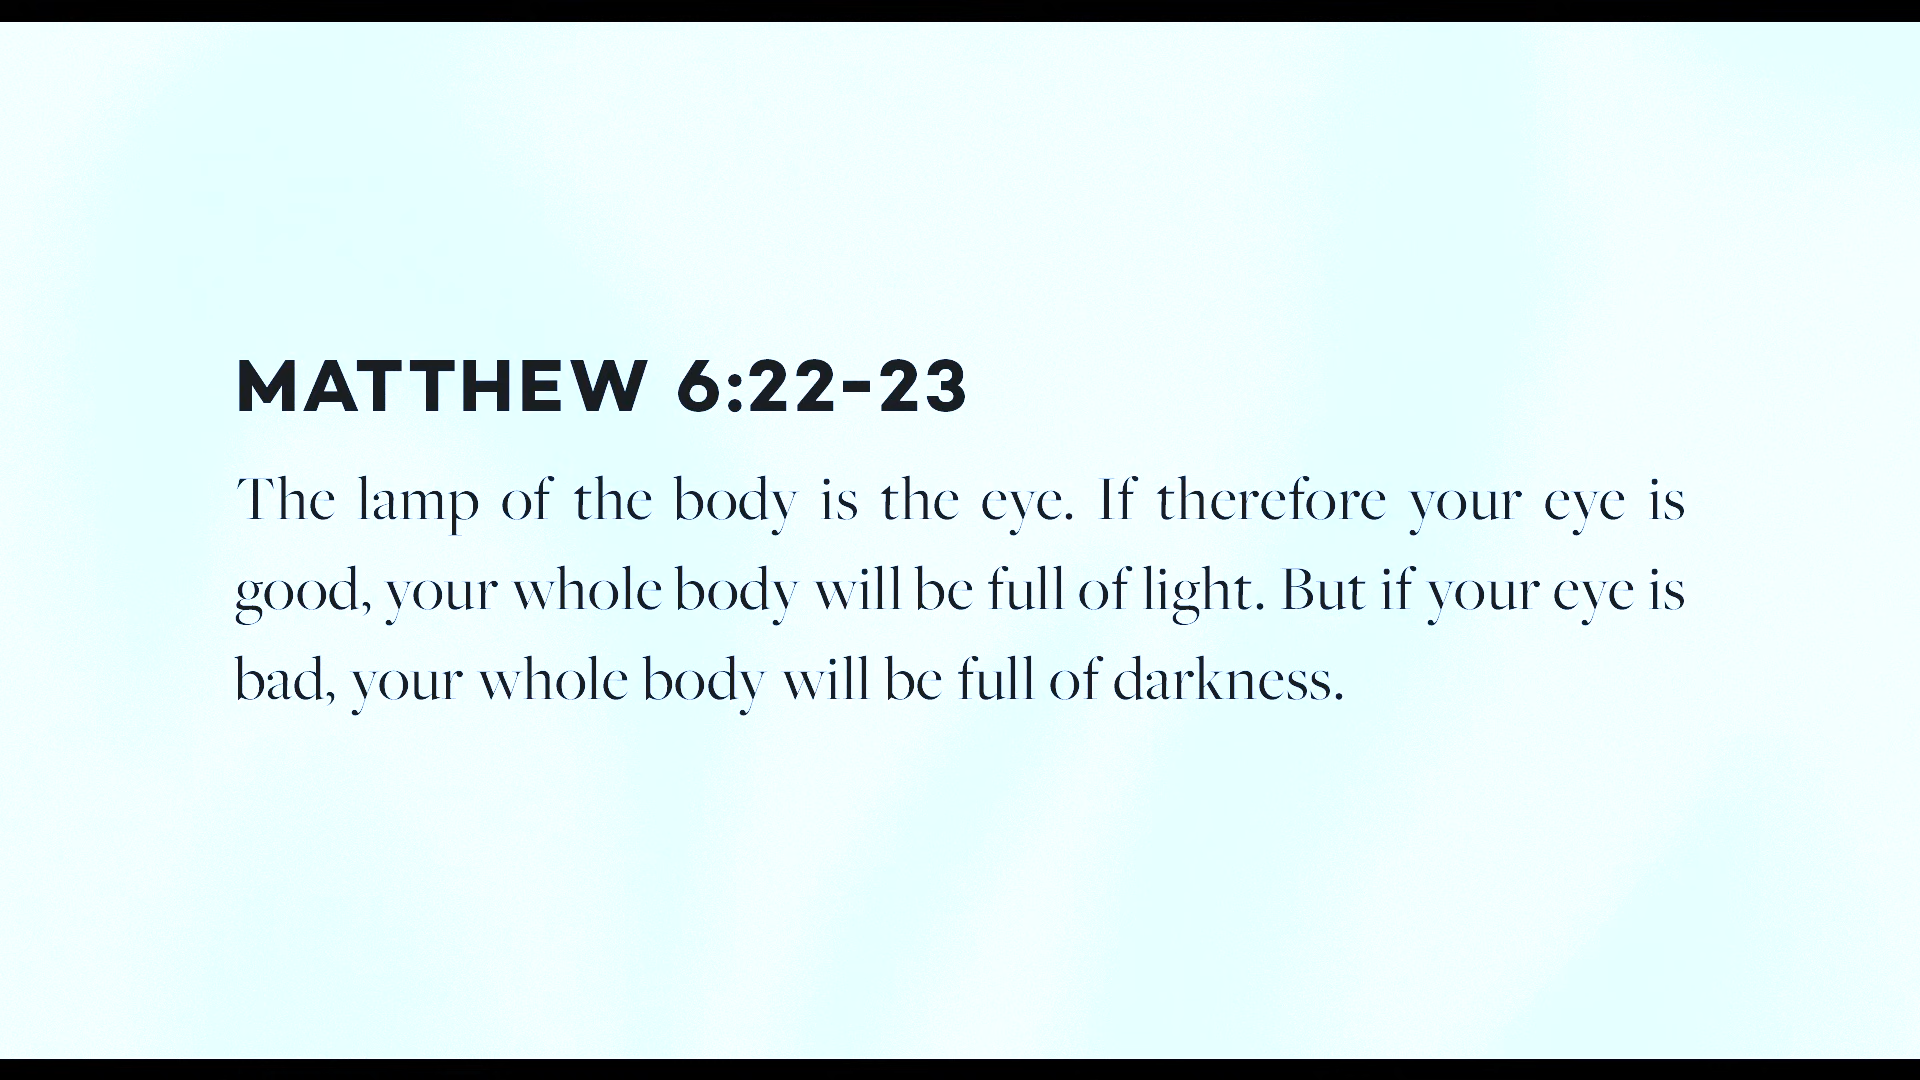 MATTHEW 6:22-23
The lamp of the body is the eye. If therefore your eye is
good, your whole body will be full of light. But if your eye is
bad, your whole body will be full of darkness.